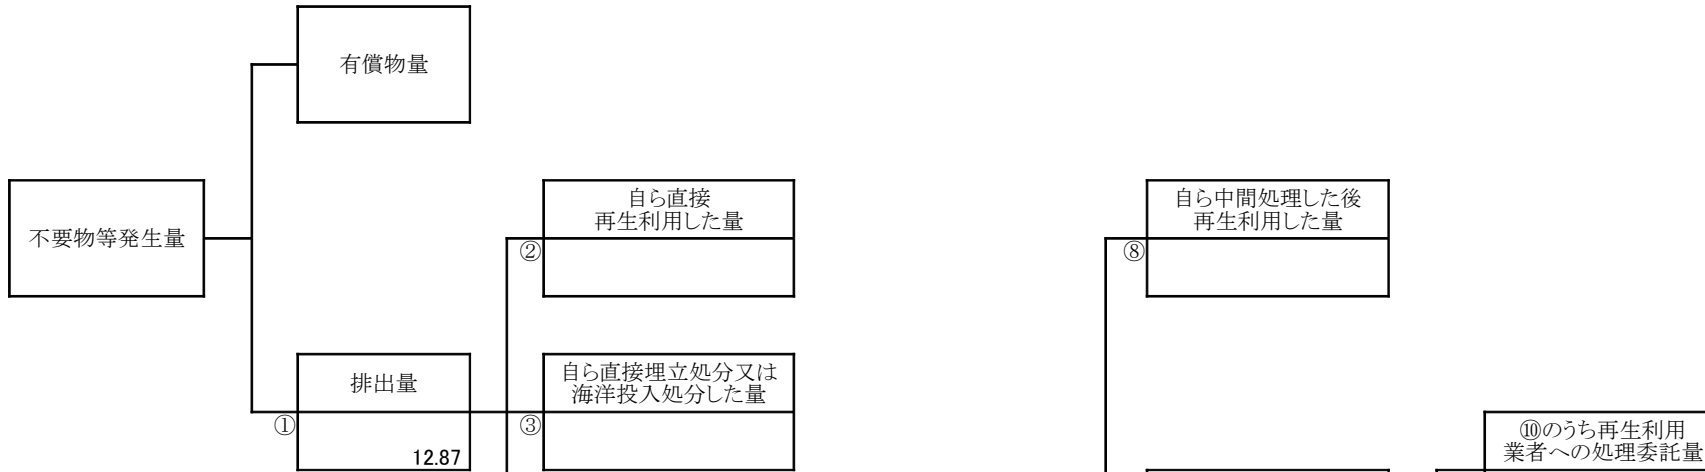 有償物量
不要物等発生量
自ら直接
再生利用した量
②
自ら中間処理した後
再生利用した量
⑧
排出量
①
12.87
自ら直接埋立処分又は
海洋投入処分した量
③
⑩のうち再生利用
業者への処理委託量